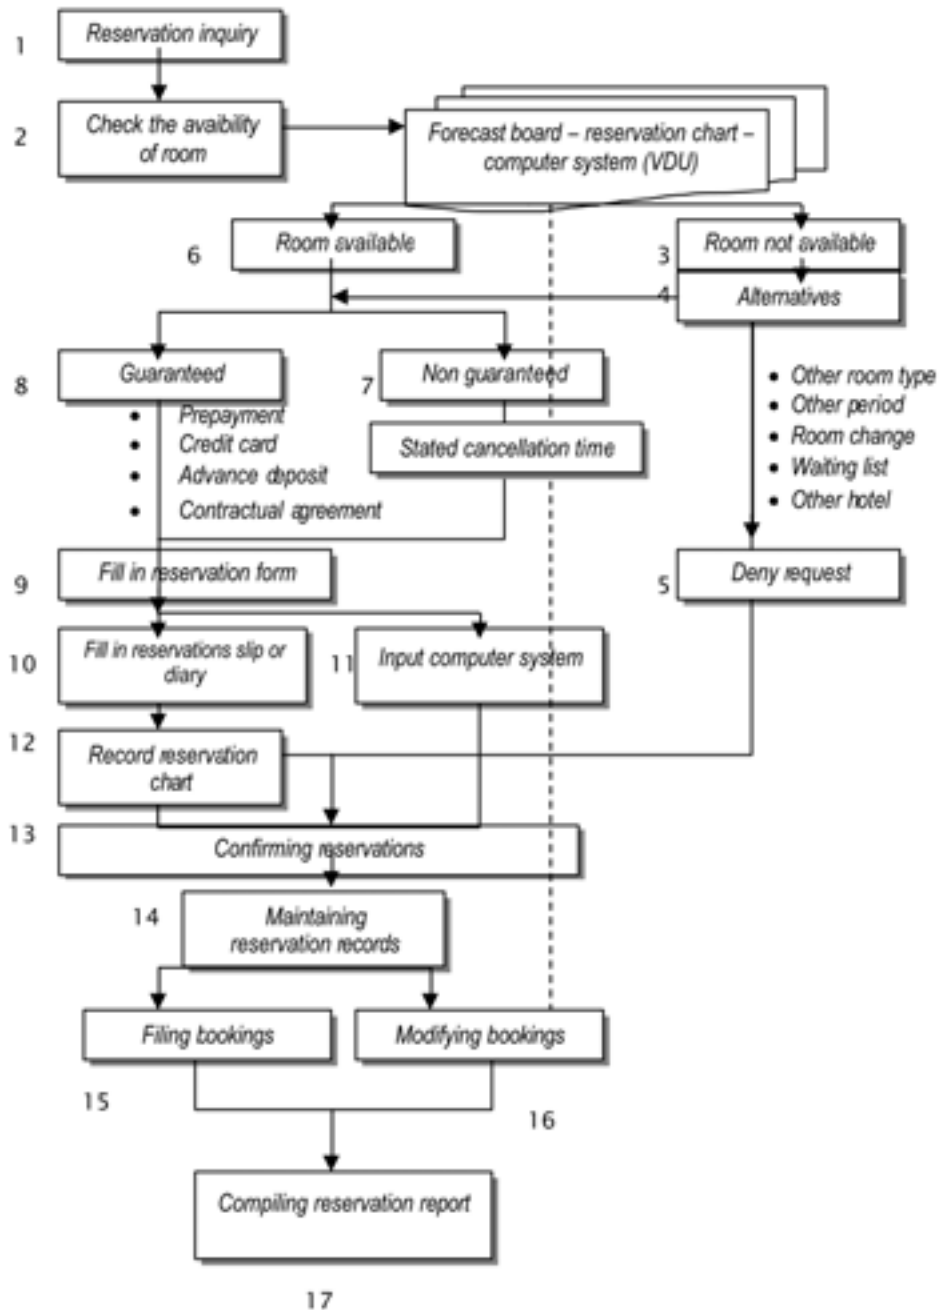 1
Reservation inquiry
2
Check the avaibility
of room
Forecast board – reservation chart –
computer system (VDU)
6
Room available
3
Room not available
4
Alternatives
8
Guaranteed
7
Non guaranteed
• Prepayment
• Credit card
• Advance deposit
• Contractual agreement
Stated cancellation time
• Other room type
• Other period
• Room change
• Waiting list
• Other hotel
9
Fill in reservation form
5
Deny request
10
Fill in reservations slip or
diary
11
Input computer system
12
Record reservation
chart
13
Confirming reservations
14
Maintaining
reservation records
Filing bookings
Modifying bookings
15
16
Compiling reservation report
17